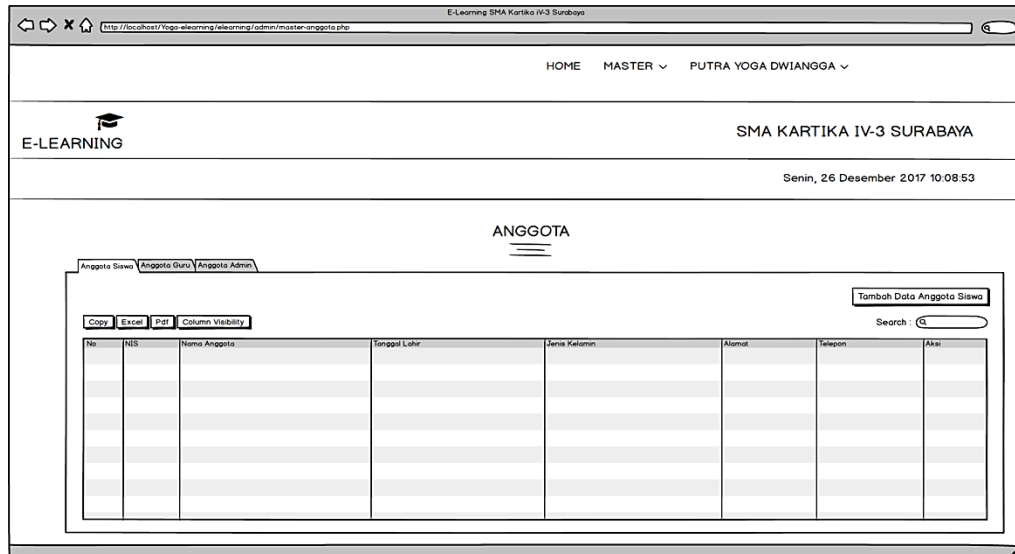 E-Learning SMA Kartika iV-3 Surabaya
http://localhost/Yoga-elearning/elearning/admin/master-anggota.php
HOME MASTER PUTRA YOGA DWIANGGA
E-LEARNING
SMA KARTIKA IV-3 SURABAYA
Senin, 26 Desember 2017 10:08:53
ANGGOTA
Anggota Siswa Anggota Guru Anggota Admin
Tambah Data Anggota Siswa
Copy Excel Pdf Column Visibility Search :
No NIS Nama Anggota Tanggal Lahir Jenis Kelamin Alamat Telepon Aksi